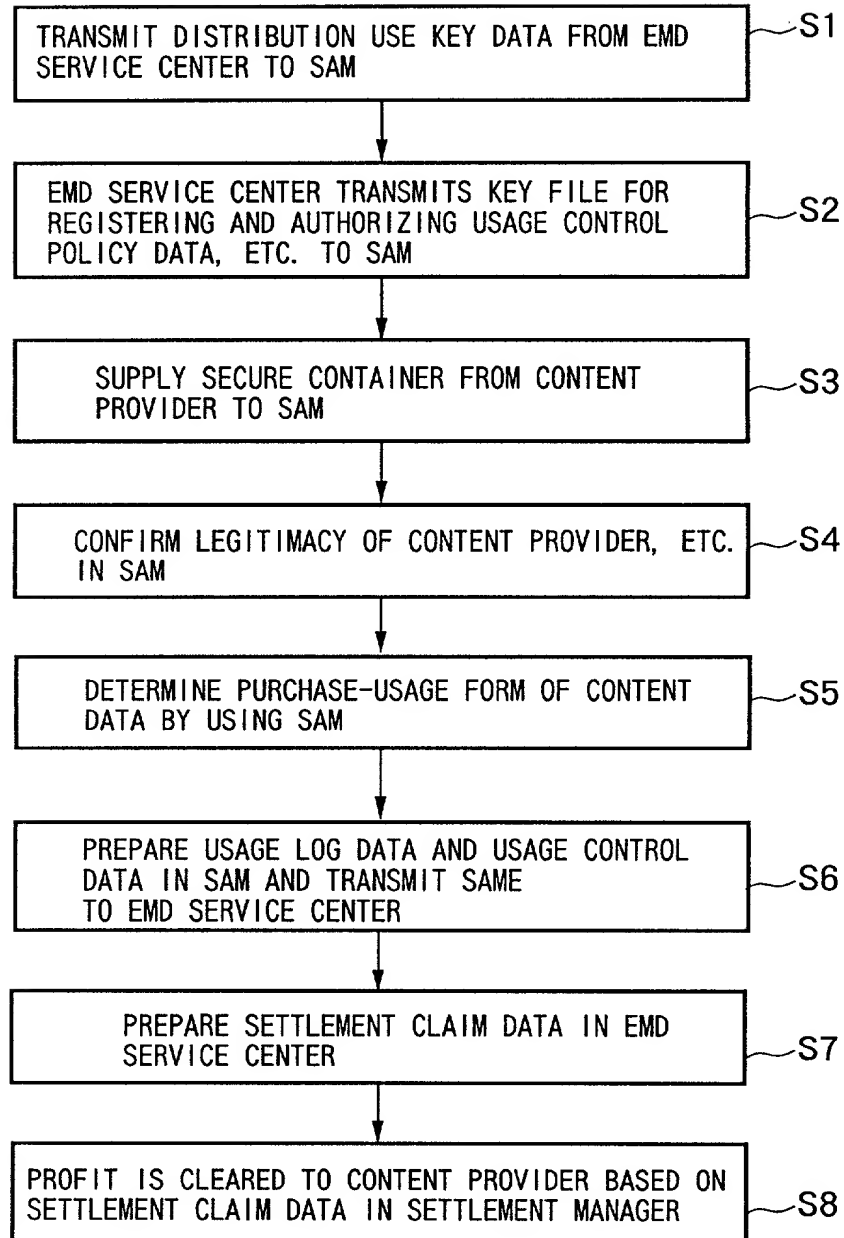 TRANSMIT DISTRIBUTION USE KEY DATA FROM EMD
SERVICE CENTER TO SAM
S1
EMD SERVICE CENTER TRANSMITS KEY FILE FOR
REGISTERING AND AUTHORIZING USAGE CONTROL
POLICY DATA, ETC. TO SAM
S2
SUPPLY SECURE CONTAINER FROM CONTENT
PROVIDER TO SAM
S3
CONFIRM LEGITIMACY OF CONTENT PROVIDER, ETC.
IN SAM
S4
DETERMINE PURCHASE-USAGE FORM OF CONTENT
DATA BY USING SAM
S5
PREPARE USAGE LOG DATA AND USAGE CONTROL
DATA IN SAM AND TRANSMIT SAME
TO EMD SERVICE CENTER
S6
PREPARE SETTLEMENT CLAIM DATA IN EMD
SERVICE CENTER
S7
PROFIT IS CLEARED TO CONTENT PROVIDER BASED ON
SETTLEMENT CLAIM DATA IN SETTLEMENT MANAGER
S8